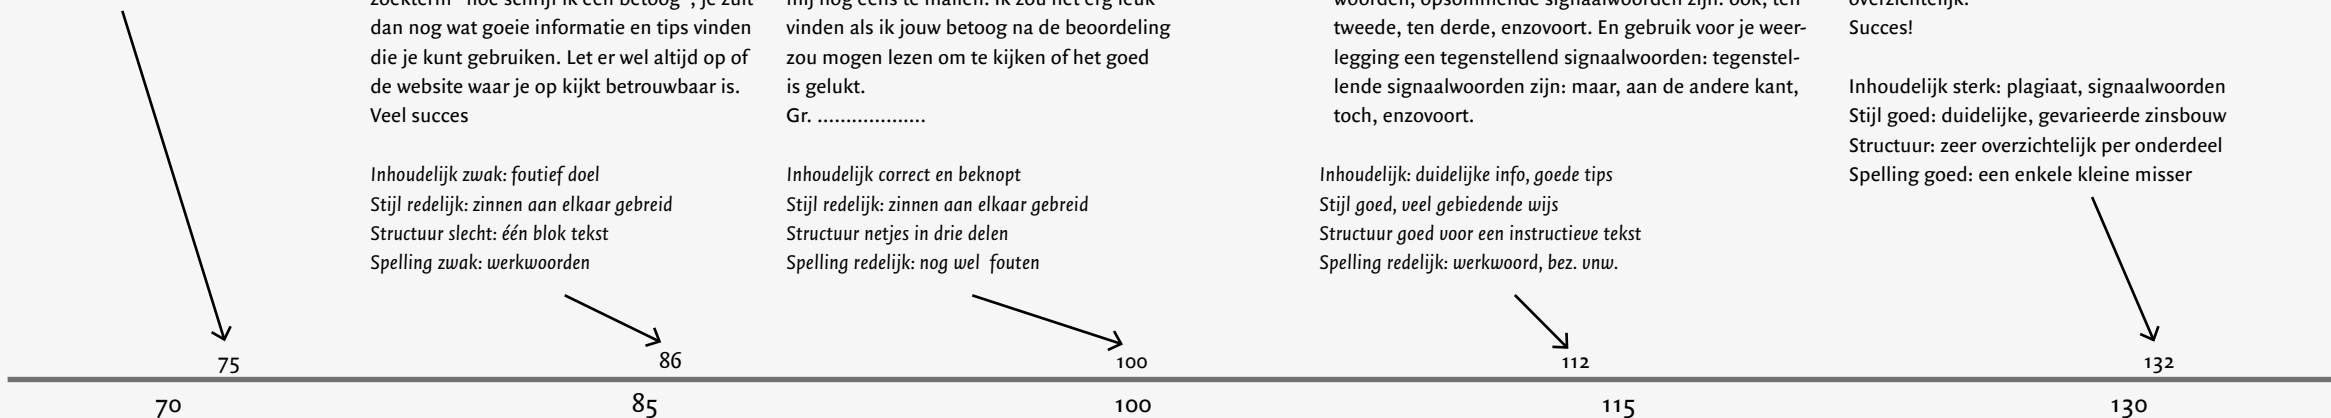 zoekterm "hoe schrijf ik een betoog", je zult
dan nog wat goeie informatie en tips vinden
die je kunt gebruiken. Let er wel altijd op of
de website waar je op kijkt betrouwbaar is.
Veel succes
Inhoudelijk zwak: foutief doel
Stijl redelijk: zinnen aan elkaar gebreid
Structuur slecht: één blok tekst
Spelling zwak: werkwoorden
mij nog eens te mailen. Ik zou het erg leuk
vinden als ik jouw betoog na de beoordeling
zou mogen lezen om te kijken of het goed
is gelukt.
Gr. ...................
Inhoudelijk correct en beknopt
Stijl redelijk: zinnen aan elkaar gebreid
Structuur netjes in drie delen
Spelling redelijk: nog wel fouten
woorden, opsommende signaalwoorden zijn: ook, ten
tweede, ten derde, enzovoort. En gebruik voor je weer-
legging een tegenstellend signaalwoorden: tegenstel-
lende signaalwoorden zijn: maar, aan de andere kant,
toch, enzovoort.
Inhoudelijk: duidelijke info, goede tips
Stijl goed, veel gebiedende wijs
Structuur goed voor een instructieve tekst
Spelling redelijk: werkwoord, bez. vnw.
overzichtelijk.
Succes!
Inhoudelijk sterk: plagiaat, signaalwoorden
Stijl goed: duidelijke, gevarieerde zinsbouw
Structuur: zeer overzichtelijk per onderdeel
Spelling goed: een enkele kleine misser
75 86 100 112 132
70 85 100 115 130